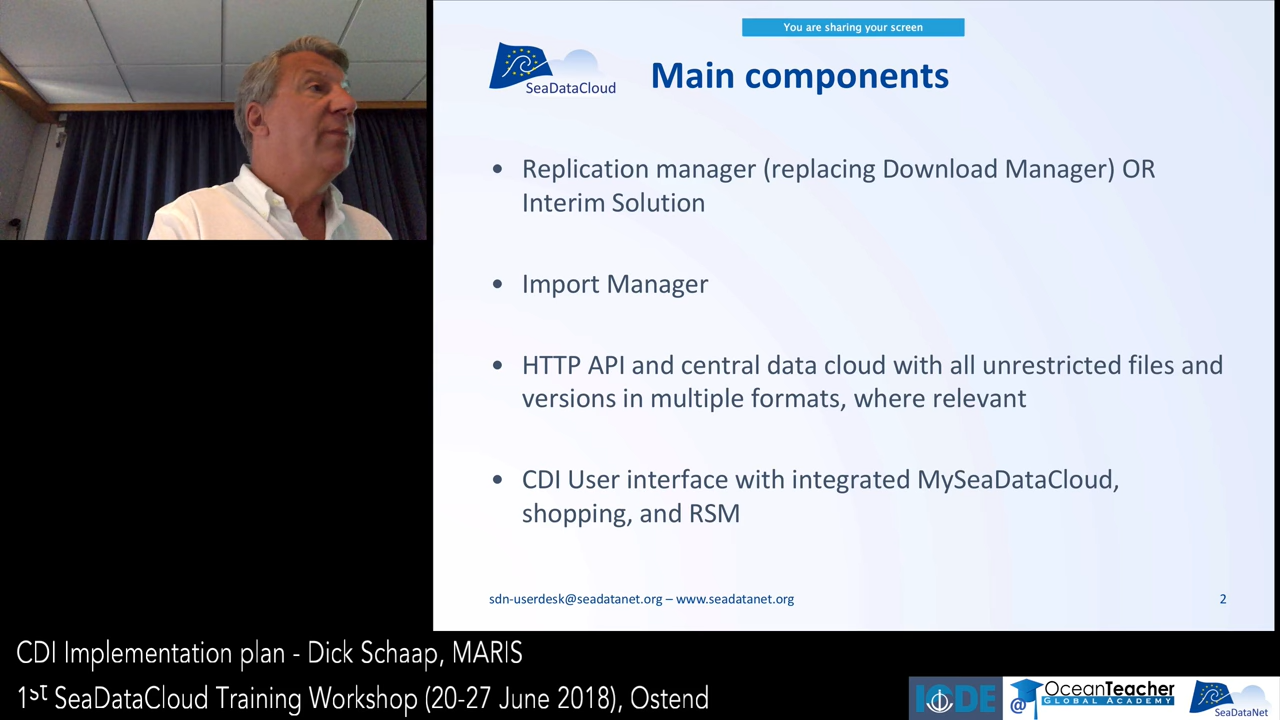 You are sharing your screen
SeaDataCloud
Main components
• Replication manager (replacing Download Manager) OR
Interim Solution
• Import Manager
• HTTP API and central data cloud with all unrestricted files and
versions in multiple formats, where relevant
• CDI User interface with integrated MySeaDataCloud,
shopping, and RSM
sdn-userdesk@seadatanet.org – www.seadatanet.org
2
CDI Implementation plan - Dick Schaap, MARIS
1st SeaDataCloud Training Workshop (20-27 June 2018), Ostend
IODE
@ OceanTeacher
GLOBAL ACADEMY
SeaDataNet